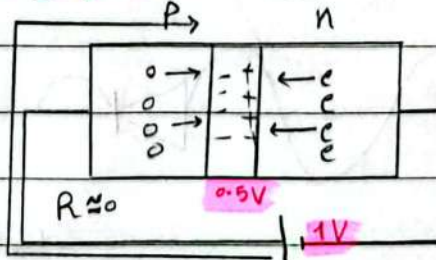 P n
o - + e
o - + e
o - + e
o e
R ≈ 0 0.5V
1V